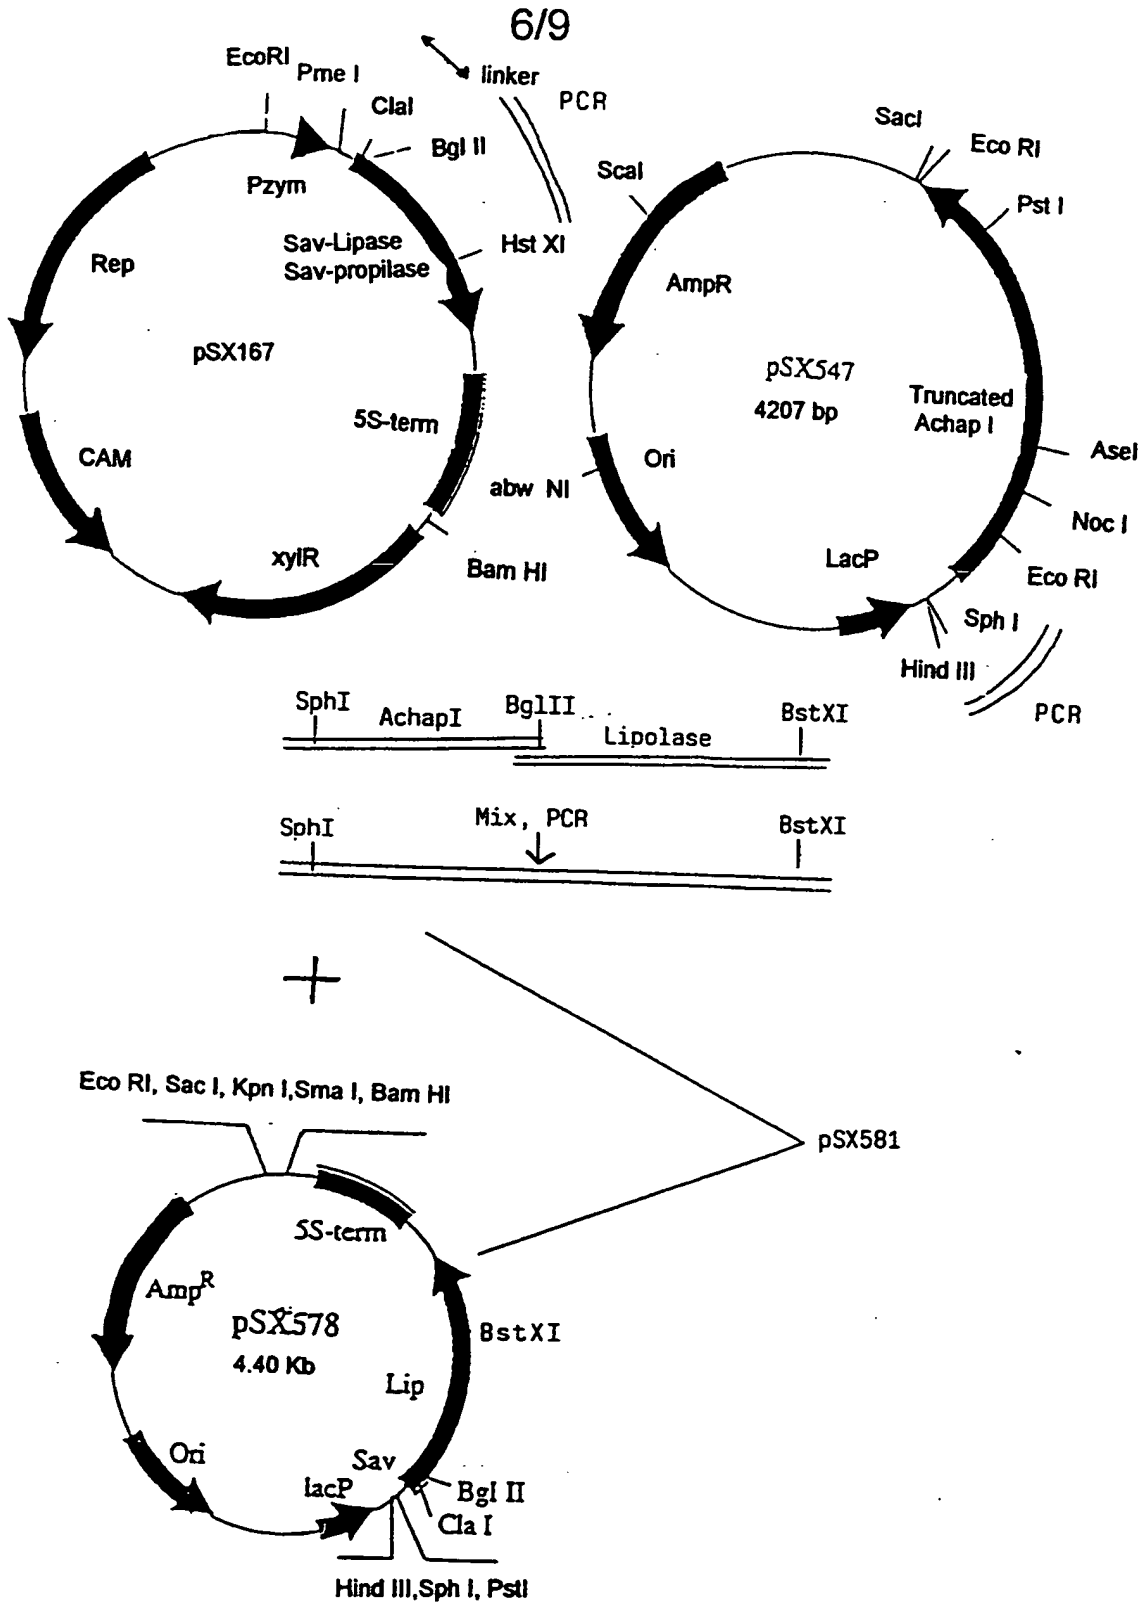 6/9
EcoRI
Pme I
ClaI
Bgl II
linker
PCR
Pzym
Rep
Sav-Lipase
Sav-propilase
Hst XI
pSX167
5S-term
CAM
abw NI
xylR
Bam HI
SacI
Eco RI
ScaI
Pst I
AmpR
pSX547
4207 bp
Truncated
Achap I
Ori
AseI
Noc I
LacP
Eco RI
Sph I
Hind III
PCR
SphI
AchapI
BglII
BstXI
Lipolase
SphI
Mix, PCR
BstXI
+
Eco RI, Sac I, Kpn I,Sma I, Bam HI
pSX581
5S-term
Amp^R
pSX578
4.40 Kb
BstXI
Lip
Ori
Sav
lacP
Bgl II
Cla I
Hind III,Sph I, PstI